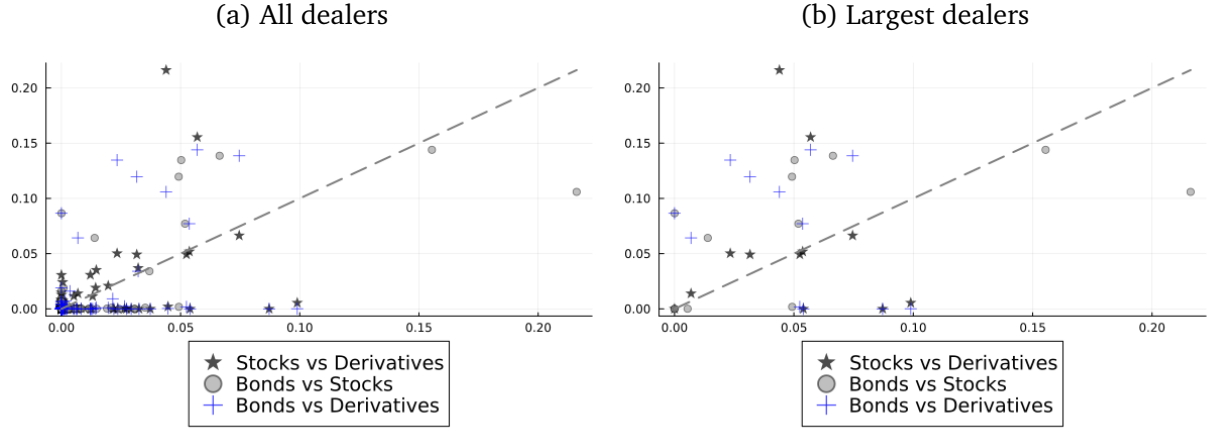 (a) All dealers
0.20
0.15
0.10
0.05
0.00
0.00 0.05 0.10 0.15 0.20
Stocks vs Derivatives
Bonds vs Stocks
Bonds vs Derivatives
(b) Largest dealers
0.20
0.15
0.10
0.05
0.00
0.00 0.05 0.10 0.15 0.20
Stocks vs Derivatives
Bonds vs Stocks
Bonds vs Derivatives